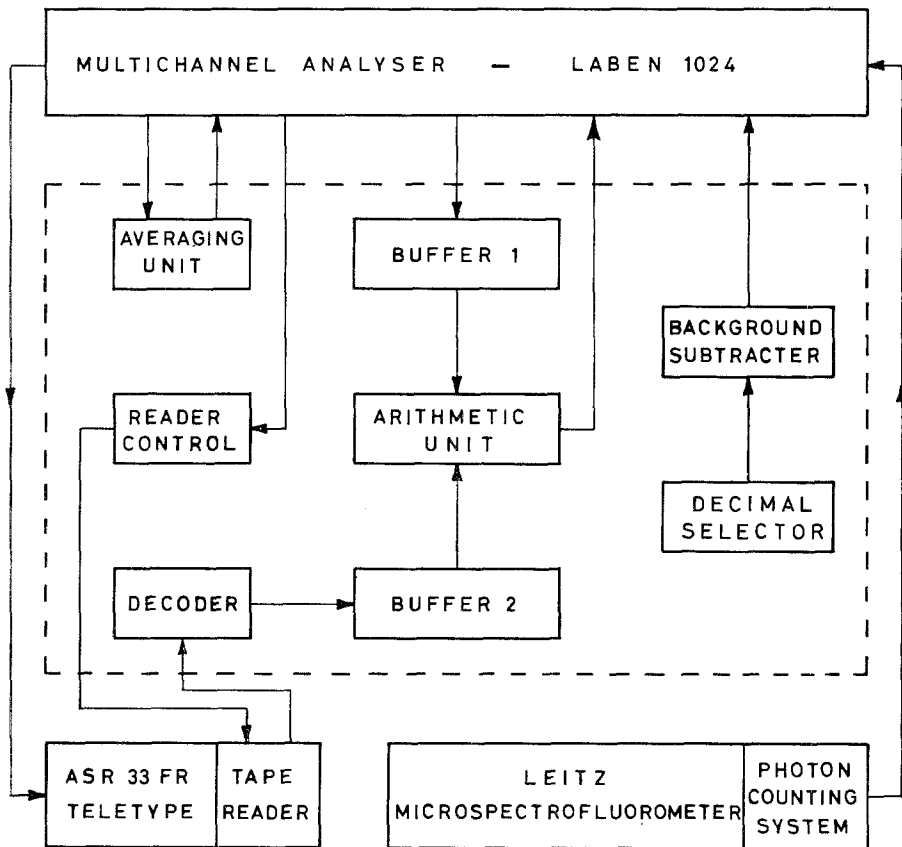 MULTICHANNEL ANALYSER — LABEN 1024
AVERAGING
UNIT
BUFFER 1
BACKGROUND
SUBTRACTER
READER
CONTROL
ARITHMETIC
UNIT
DECIMAL
SELECTOR
DECODER
BUFFER 2
ASR 33 FR
TELETYPE
TAPE
READER
LEITZ
MICROSPECTROFLUOROMETER
PHOTON
COUNTING
SYSTEM